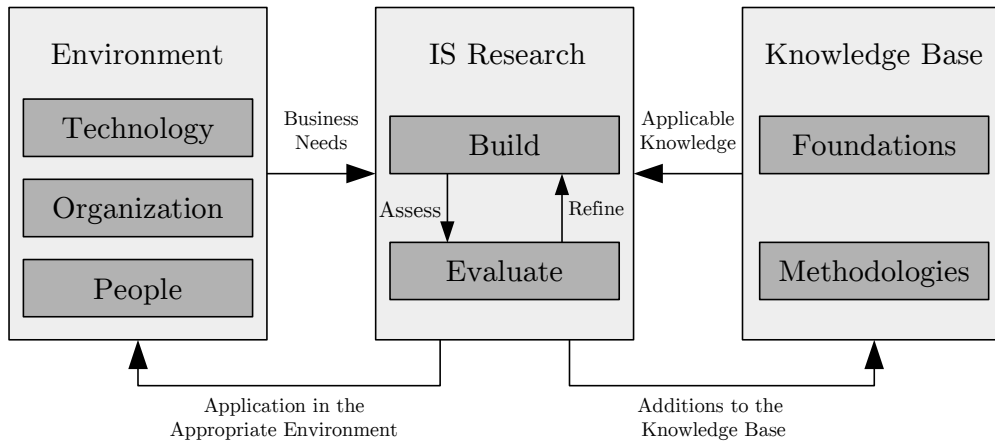 Environment
Technology
Organization
People
Business
Needs
IS Research
Build
Assess
Refine
Evaluate
Applicable
Knowledge
Knowledge Base
Foundations
Methodologies
Application in the
Appropriate Environment
Additions to the
Knowledge Base